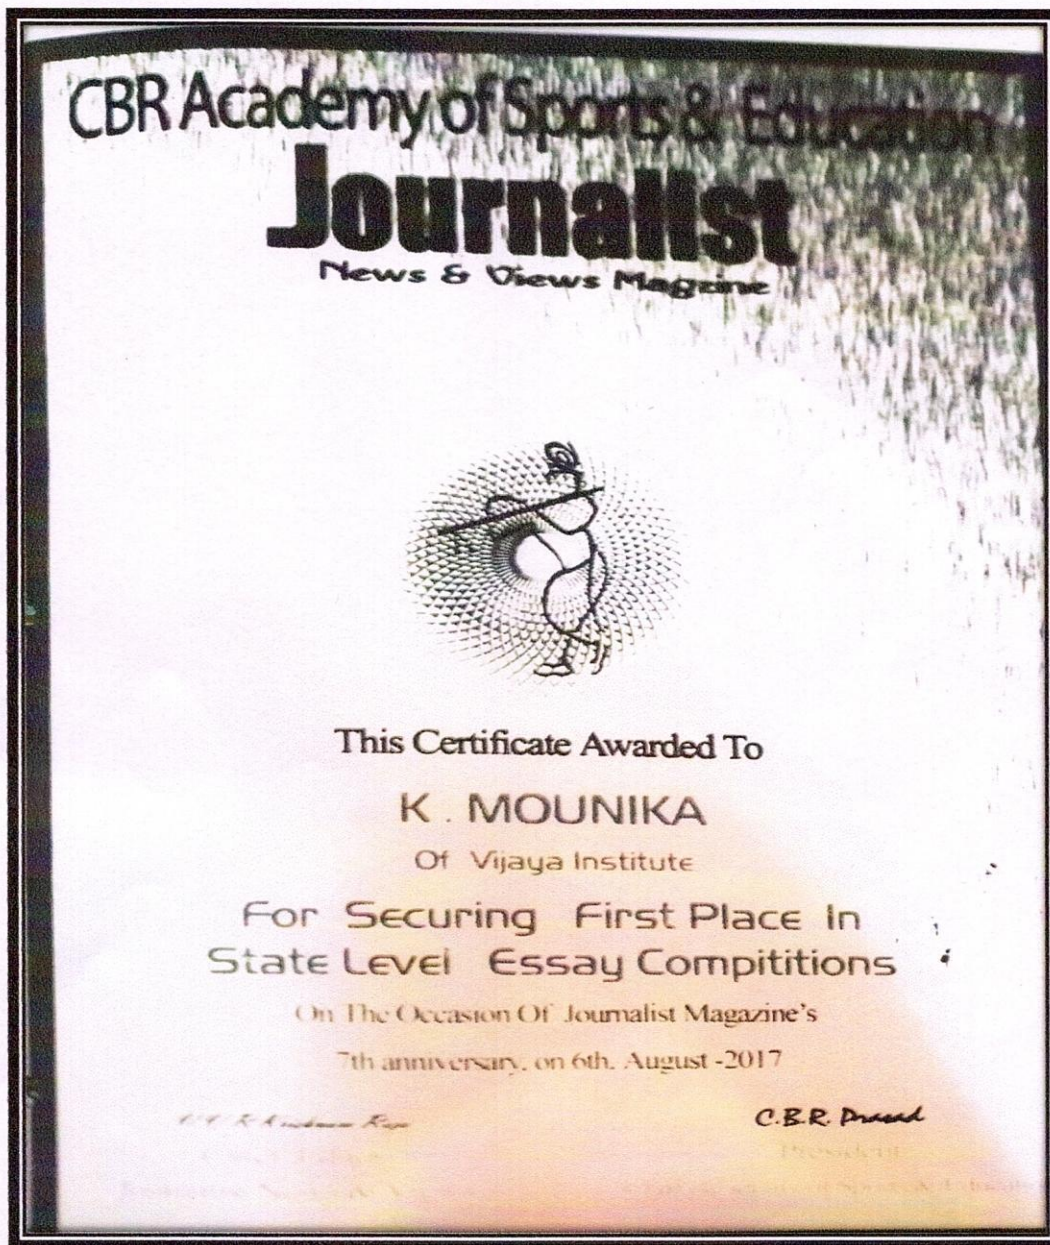 CBR Academy of Sports & Education
Journalist
News & Views Magzine
This Certificate Awarded To
K . MOUNIKA
Of Vijaya Institute
For Securing First Place In
State Level Essay Compititions
On The Occasion Of Journalist Magazine's
7th anniversary, on 6th, August -2017
C.B.R. Prasad
President